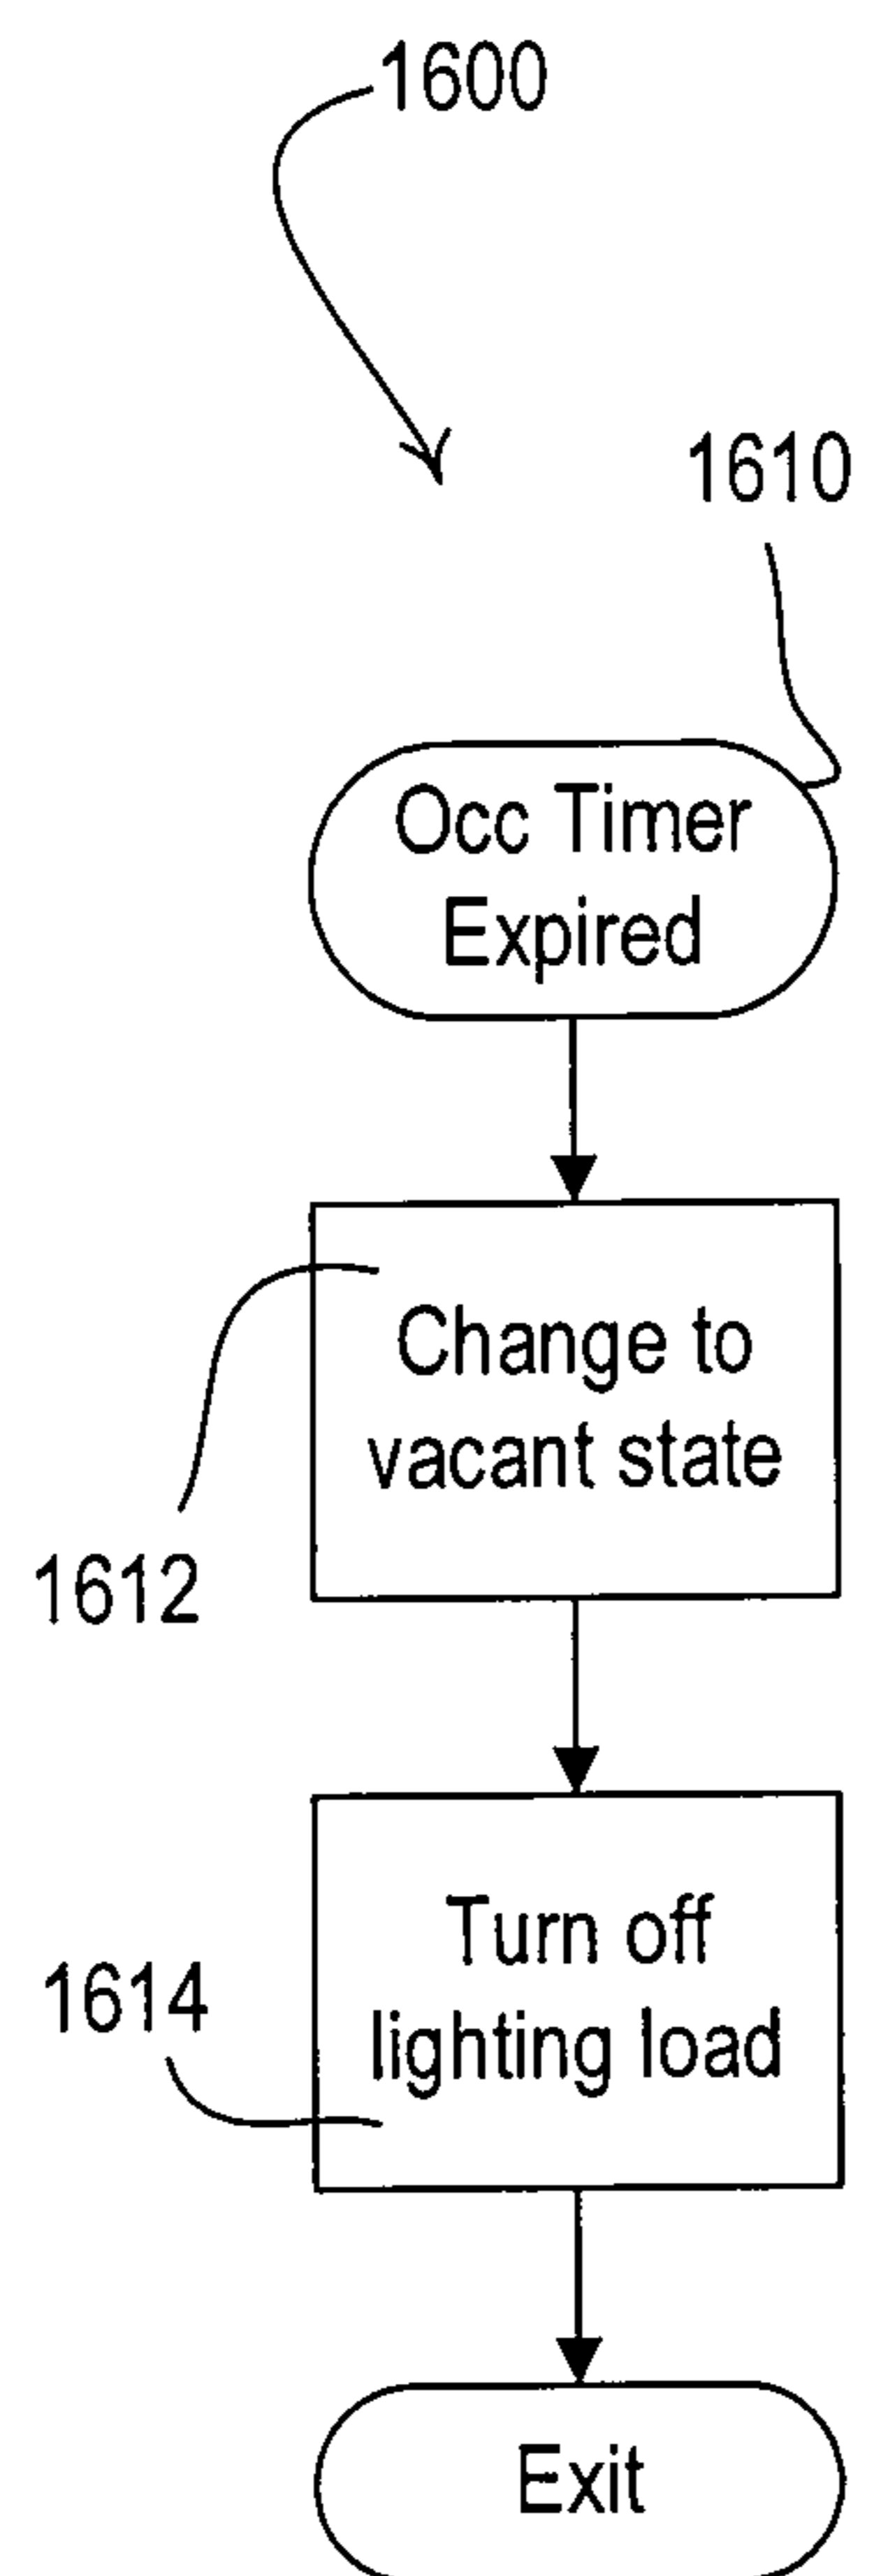 1600
1610
Occ Timer
Expired
Change to
vacant state
1612
Turn off
lighting load
1614
Exit